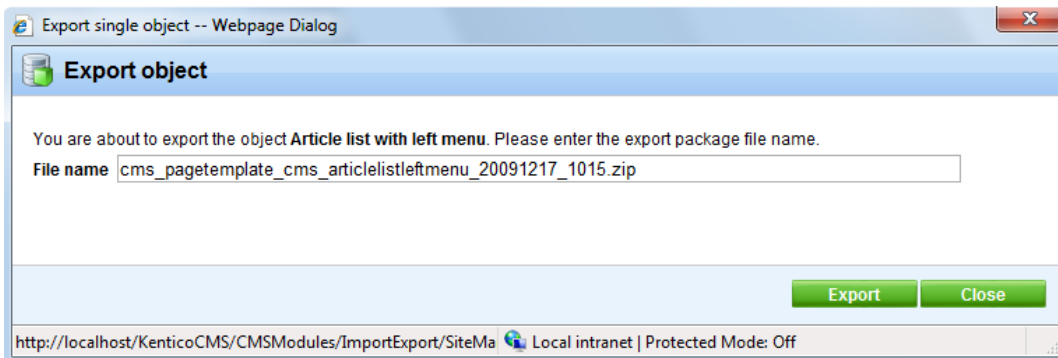 Export single object -- Webpage Dialog
Export object
You are about to export the object Article list with left menu. Please enter the export package file name.
File name cms_pagetemplate_cms_articlelistleftmenu_20091217_1015.zip
Export Close
http://localhost/KenticoCMS/CMSModules/ImportExport/SiteMa Local intranet | Protected Mode: Off